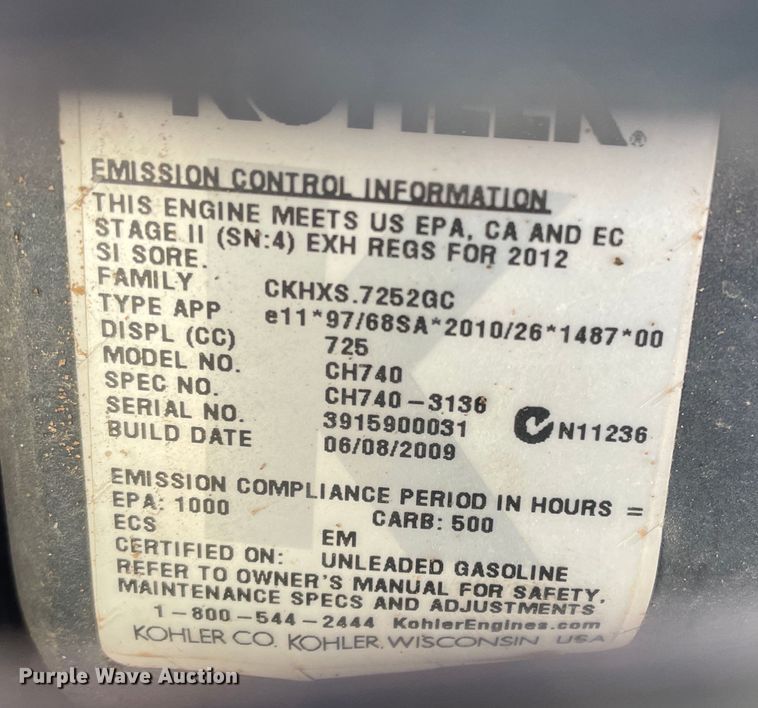 KOHLER®
EMISSION CONTROL INFORMATION
THIS ENGINE MEETS US EPA, CA AND EC
STAGE II (SN:4) EXH REGS FOR 2012
SI SORE.
FAMILY CKHXS.7252GC
TYPE APP e11*97/68SA*2010/26*1487*00
DISPL (CC) 725
MODEL NO. CH740
SPEC NO. CH740-3136
SERIAL NO. 3915900031 N11236
BUILD DATE 06/08/2009
EMISSION COMPLIANCE PERIOD IN HOURS =
EPA: 1000 CARB: 500
ECS EM
CERTIFIED ON: UNLEADED GASOLINE
REFER TO OWNER'S MANUAL FOR SAFETY,
MAINTENANCE SPECS AND ADJUSTMENTS
1-800-544-2444 KohlerEngines.com
KOHLER CO. KOHLER, WISCONSIN USA
Purple Wave Auction